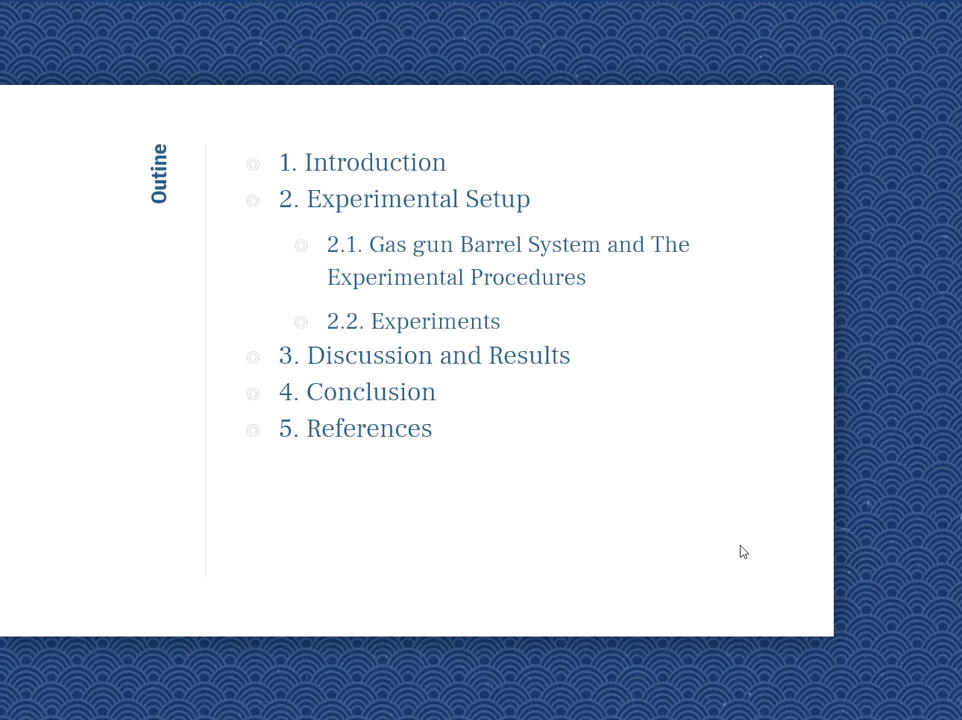 Outine
1. Introduction
2. Experimental Setup
2.1. Gas gun Barrel System and The
Experimental Procedures
2.2. Experiments
3. Discussion and Results
4. Conclusion
5. References